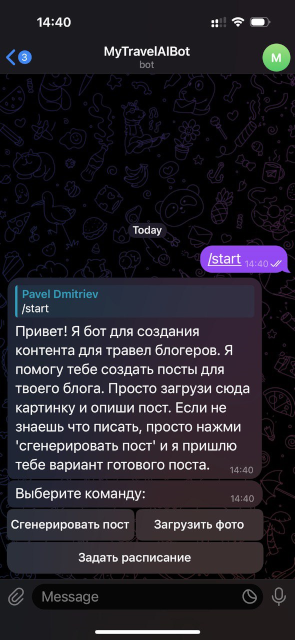 14:40
3
MyTravelAIBot
bot
M
Today
/start 14:40
Pavel Dmitriev
/start
Привет! Я бот для создания
контента для травел блогеров. Я
помогу тебе создать посты для
твоего блога. Просто загрузи сюда
картинку и опиши пост. Если не
знаешь что писать, просто нажми
'сгенерировать пост' и я пришлю
тебе вариант готового поста. 14:40
Выберите команду: 14:40
Сгенерировать пост Загрузить фото
Задать расписание
Message